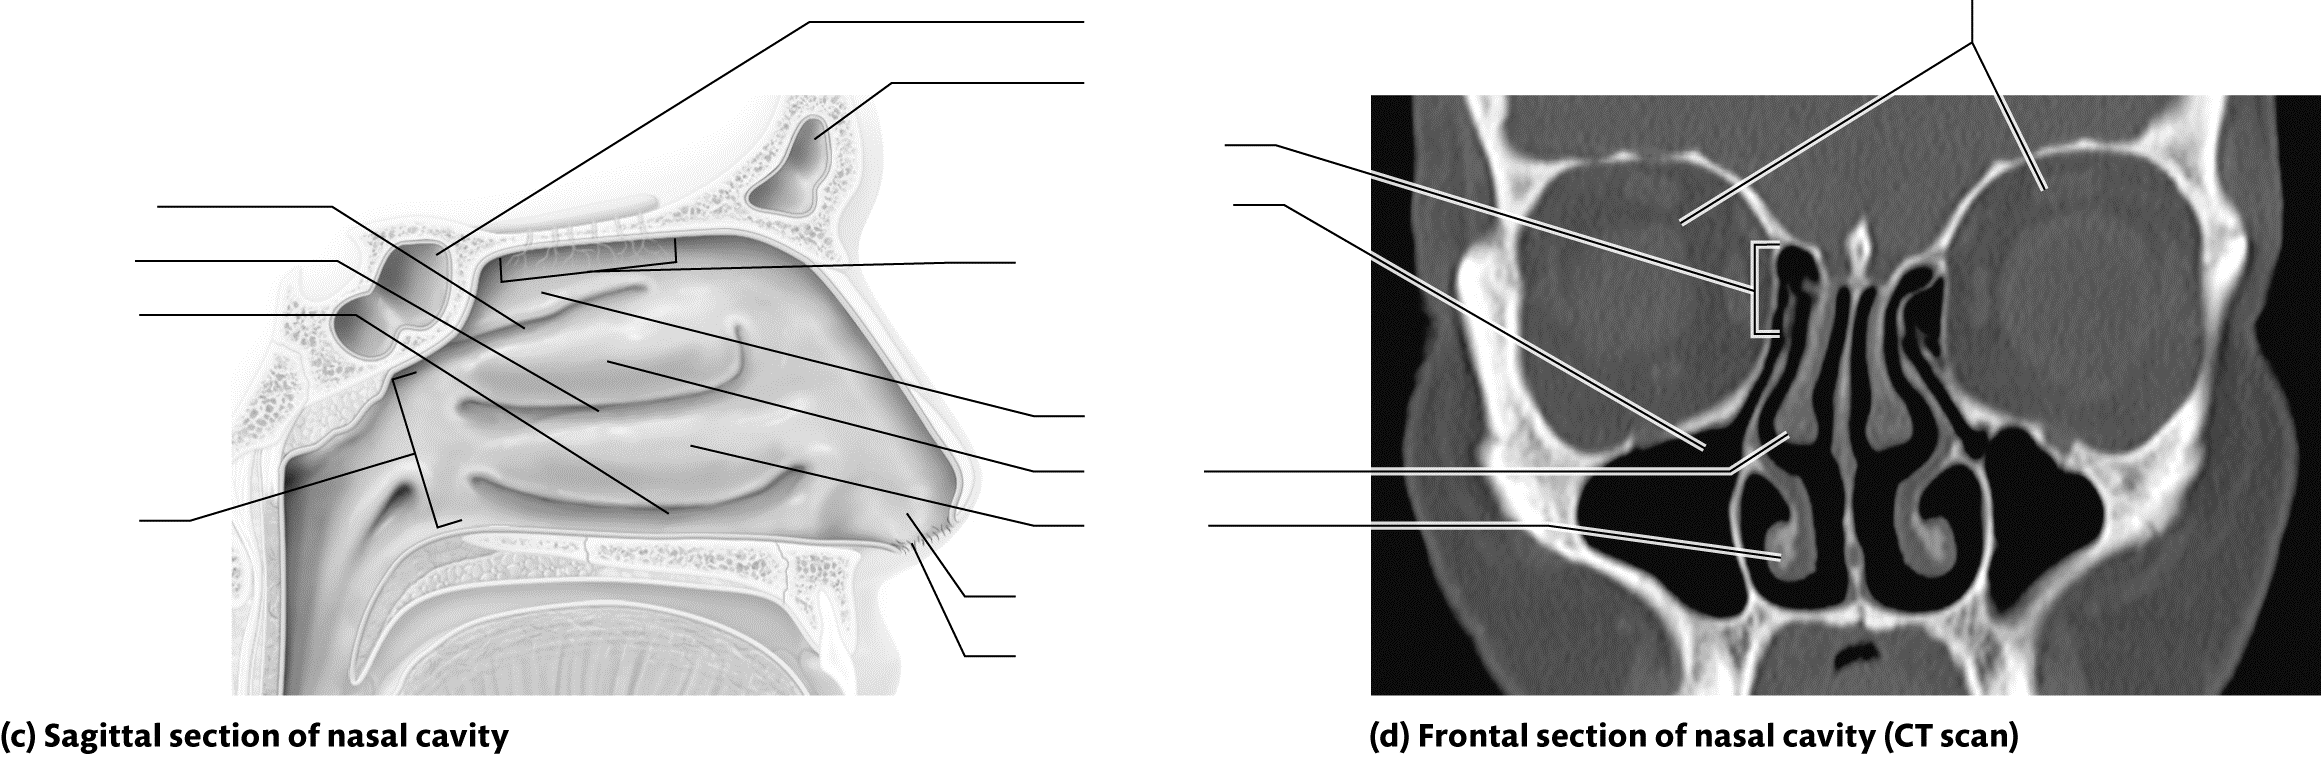 (c) Sagittal section of nasal cavity
(d) Frontal section of nasal cavity (CT scan)